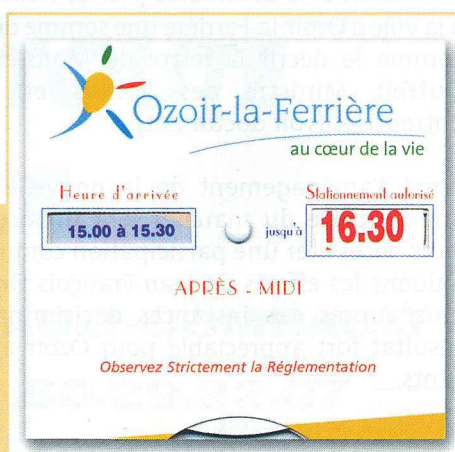 Ozoir-la-Ferrière
au cœur de la vie
Heure d'arrivée
Stationnement autorisé
15.00 à 15.30
jusqu'à
16.30
APRÈS - MIDI
Observez Strictement la Réglementation